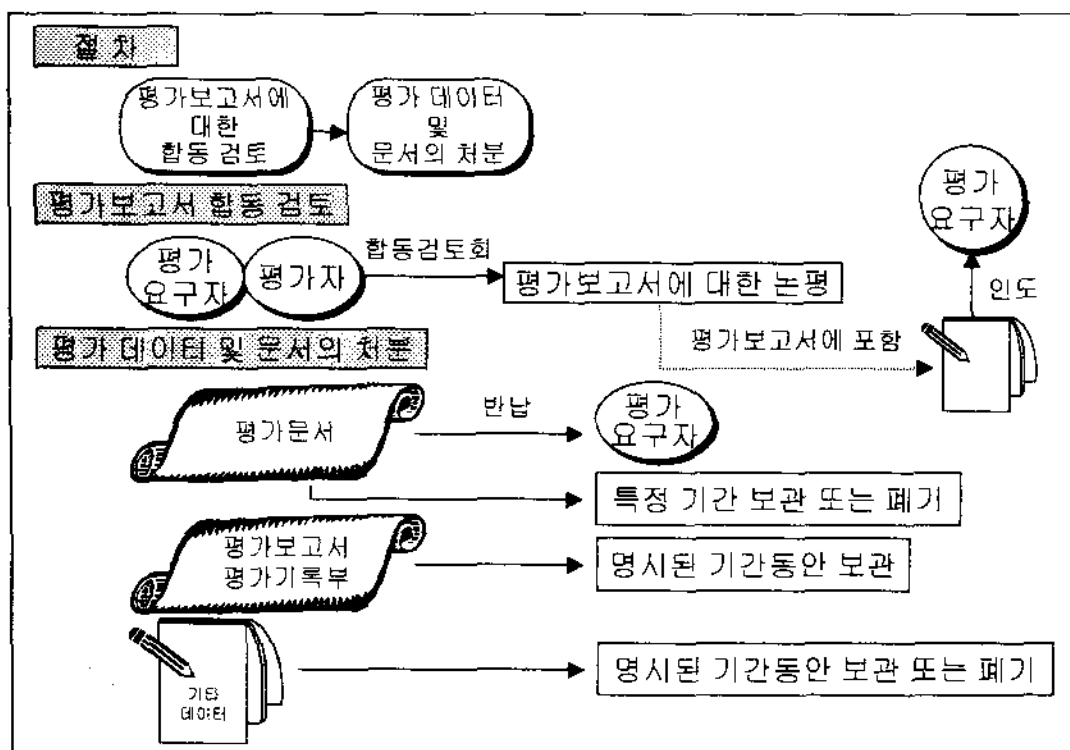 절 차
평가보고서에
대한
합동 검토
평가 데이터
및
문서의 처분
평가
요구자
평가보고서 합동 검토
평가
요구자
평가자
합동검토회
평가보고서에 대한 논평
인도
평가 데이터 및 문서의 처분
평가보고서에 포함
평가문서
반납
평가
요구자
특정 기간 보관 또는 폐기
평가보고서
평가기록부
명시된 기간동안 보관
기타
데이터
명시된 기간동안 보관 또는 폐기